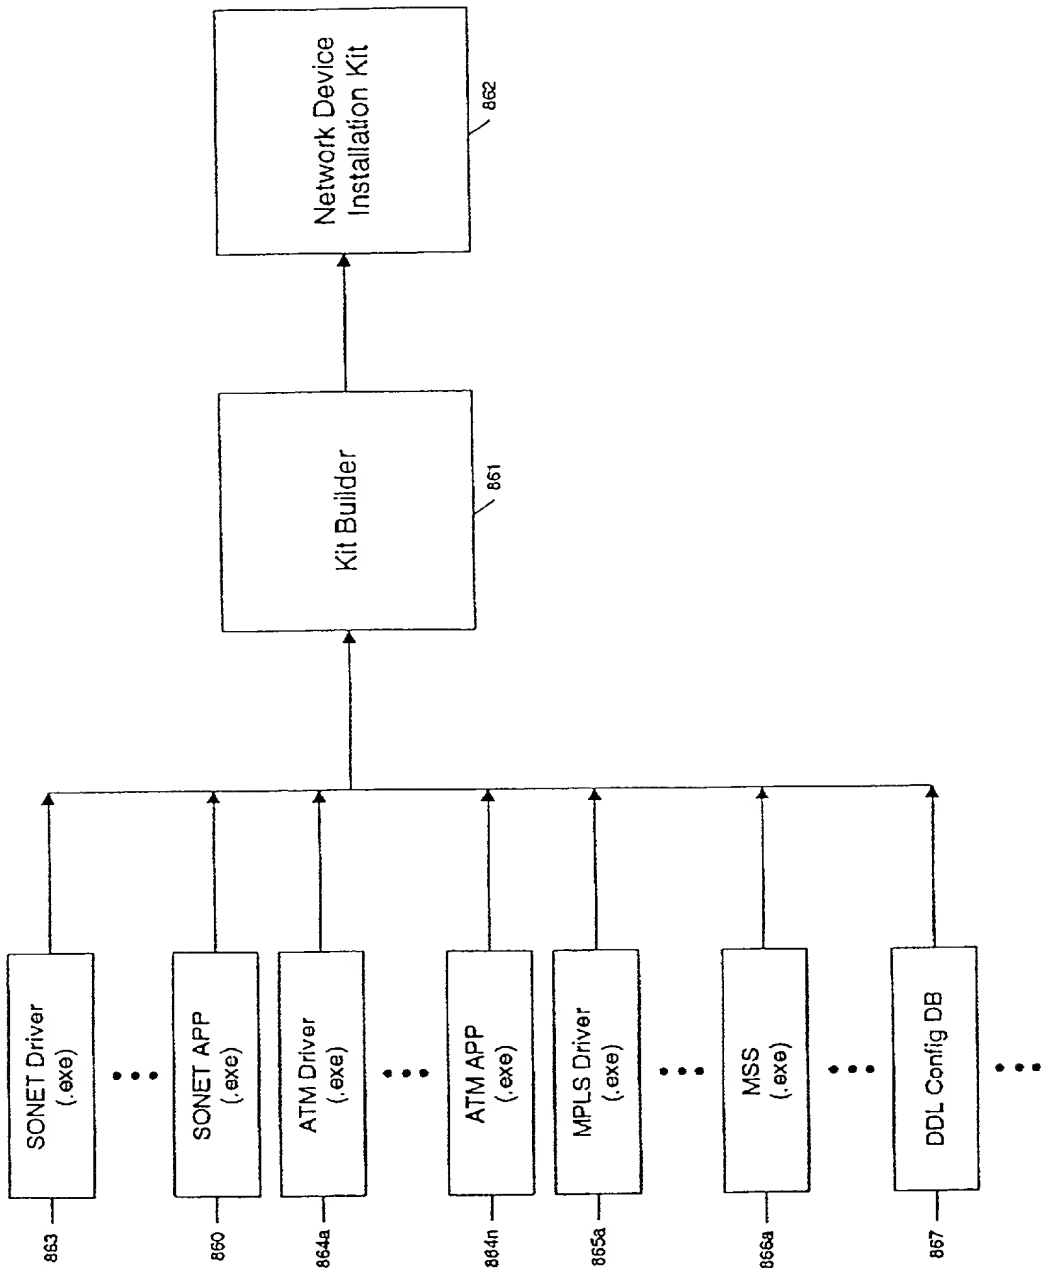 863
SONET Driver
(.exe)
860
SONET APP
(.exe)
864a
ATM Driver
(.exe)
864n
ATM APP
(.exe)
865a
MPLS Driver
(.exe)
866a
MSS
(.exe)
867
DDL Config DB
Kit Builder
861
Network Device
Installation Kit
862